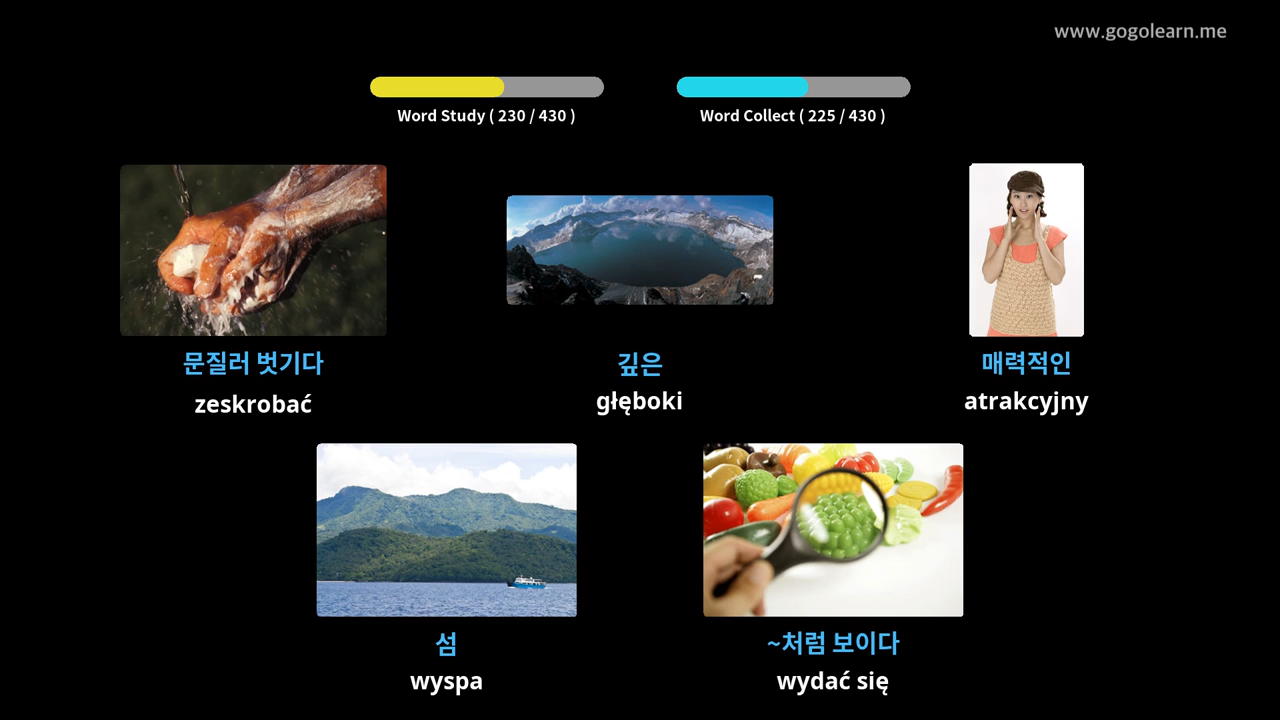 www.gogolearn.me
Word Study ( 230 / 430 )
Word Collect ( 225 / 430 )
문질러 벗기다
zeskrobać
깊은
głęboki
매력적인
atrakcyjny
섬
wyspa
~처럼 보이다
wydać się